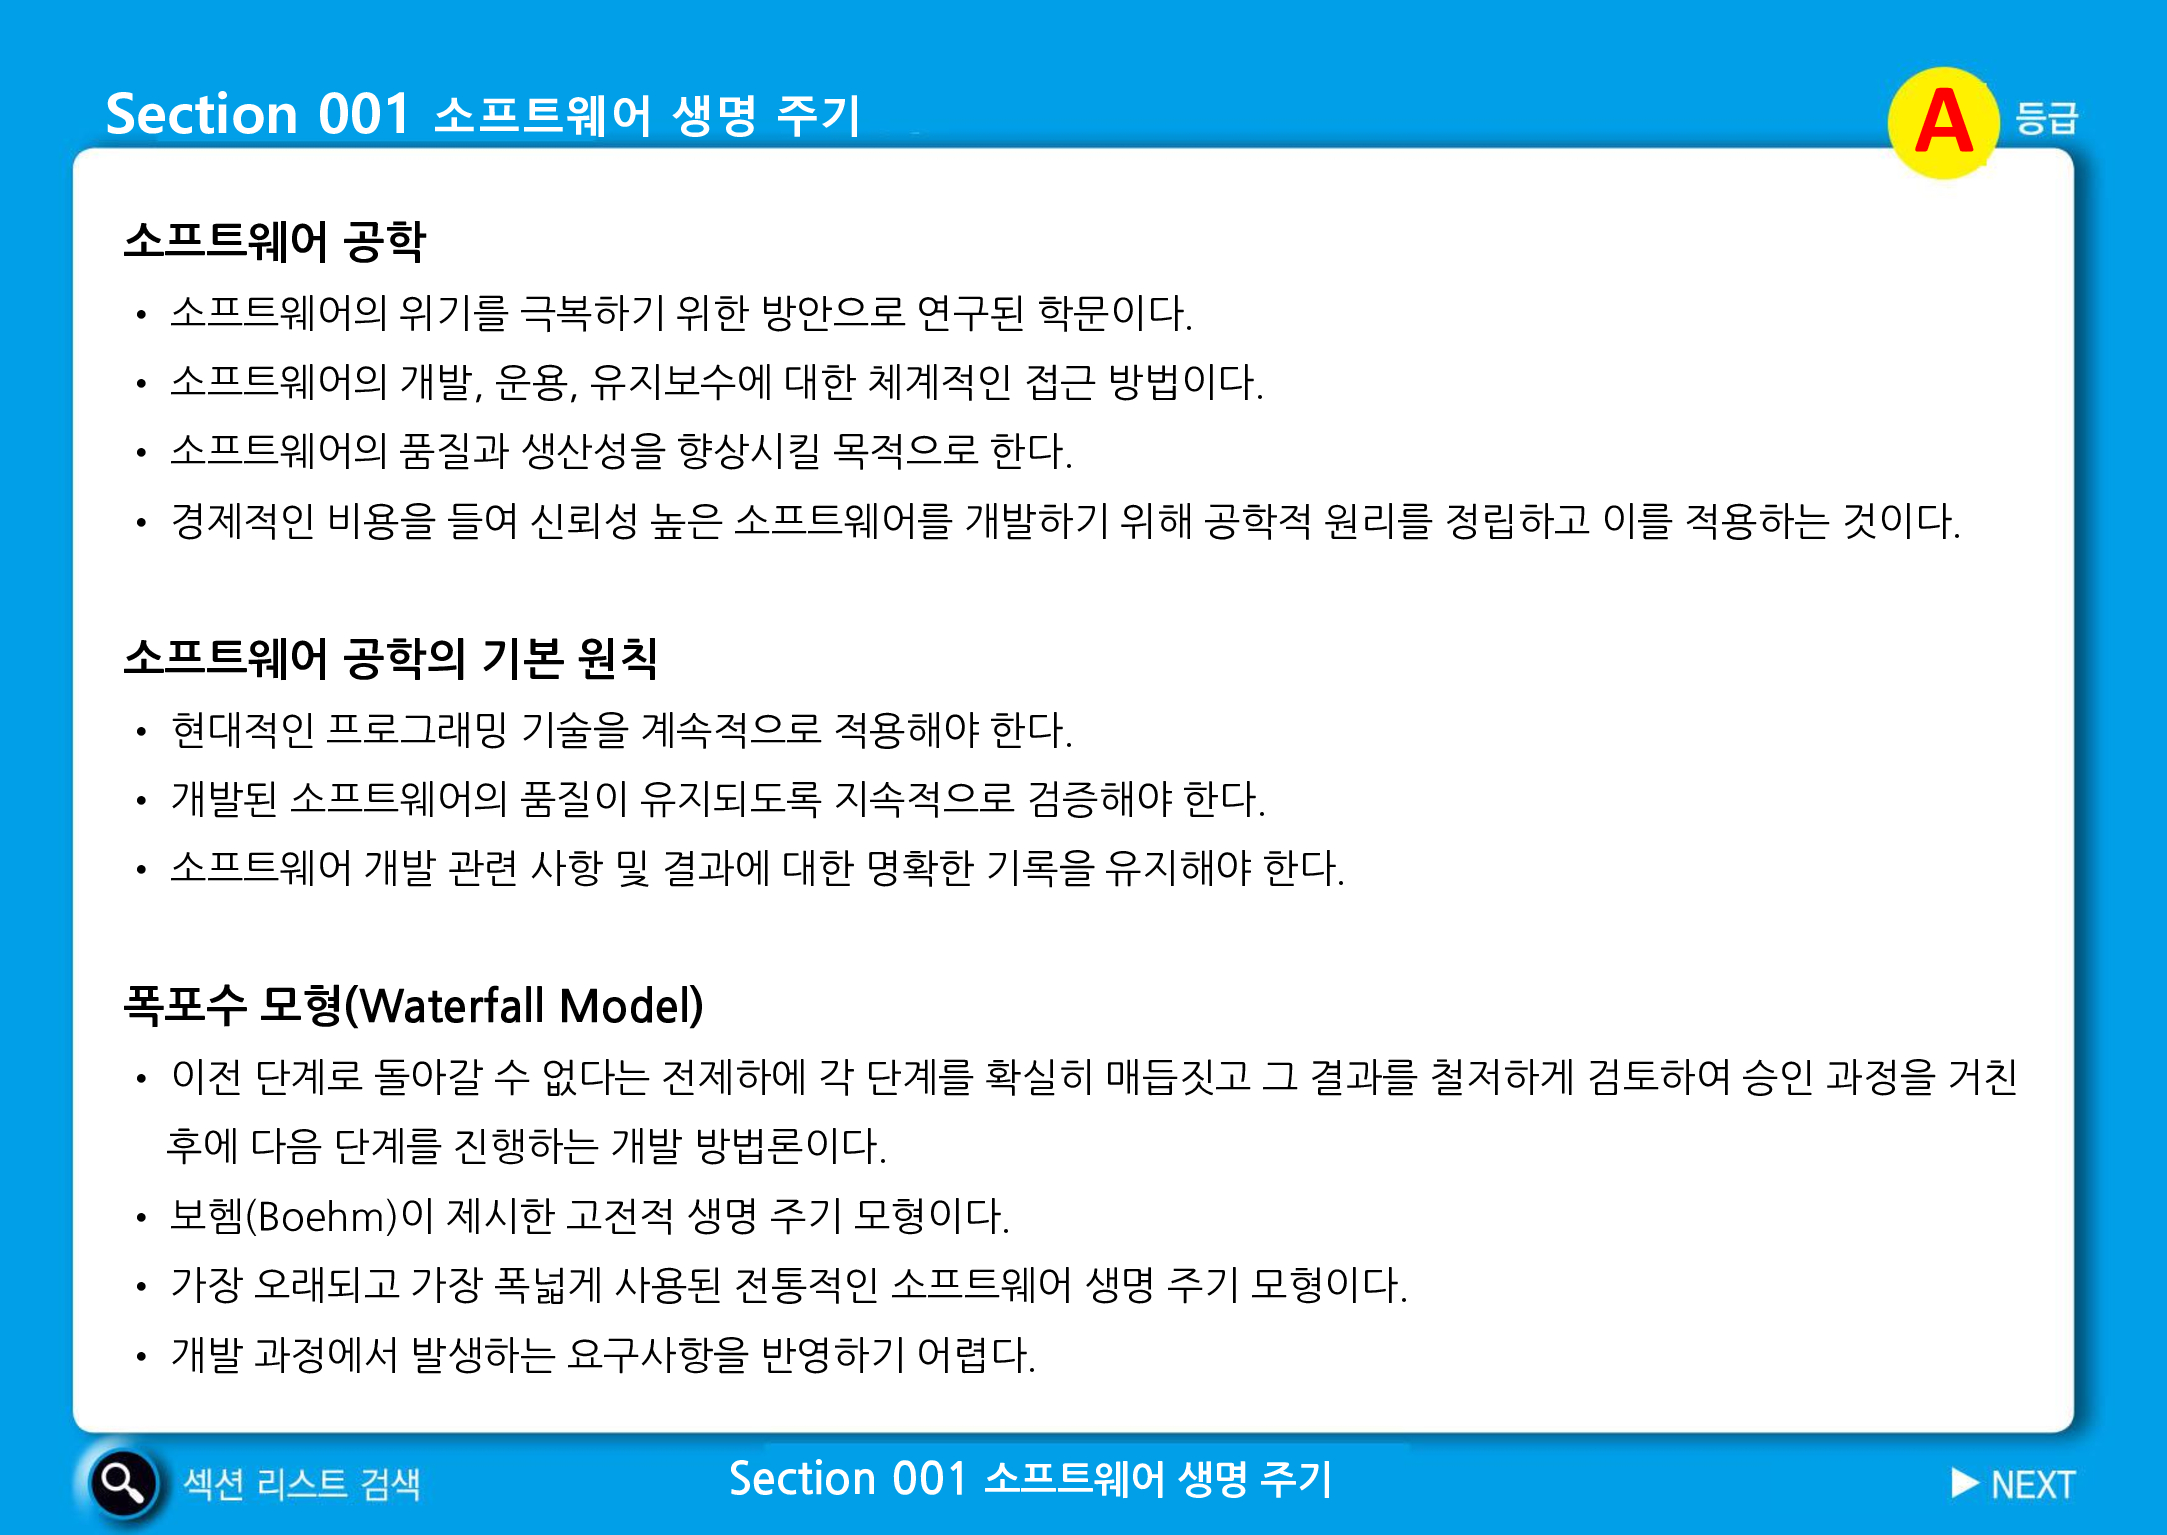 Section 001 소프트웨어 생명 주기
A 등급
소프트웨어 공학
• 소프트웨어의 위기를 극복하기 위한 방안으로 연구된 학문이다.
• 소프트웨어의 개발, 운용, 유지보수에 대한 체계적인 접근 방법이다.
• 소프트웨어의 품질과 생산성을 향상시킬 목적으로 한다.
• 경제적인 비용을 들여 신뢰성 높은 소프트웨어를 개발하기 위해 공학적 원리를 정립하고 이를 적용하는 것이다.
소프트웨어 공학의 기본 원칙
• 현대적인 프로그래밍 기술을 계속적으로 적용해야 한다.
• 개발된 소프트웨어의 품질이 유지되도록 지속적으로 검증해야 한다.
• 소프트웨어 개발 관련 사항 및 결과에 대한 명확한 기록을 유지해야 한다.
폭포수 모형(Waterfall Model)
• 이전 단계로 돌아갈 수 없다는 전제하에 각 단계를 확실히 매듭짓고 그 결과를 철저하게 검토하여 승인 과정을 거친
후에 다음 단계를 진행하는 개발 방법론이다.
• 보헴(Boehm)이 제시한 고전적 생명 주기 모형이다.
• 가장 오래되고 가장 폭넓게 사용된 전통적인 소프트웨어 생명 주기 모형이다.
• 개발 과정에서 발생하는 요구사항을 반영하기 어렵다.
섹션 리스트 검색
Section 001 소프트웨어 생명 주기
▶ NEXT